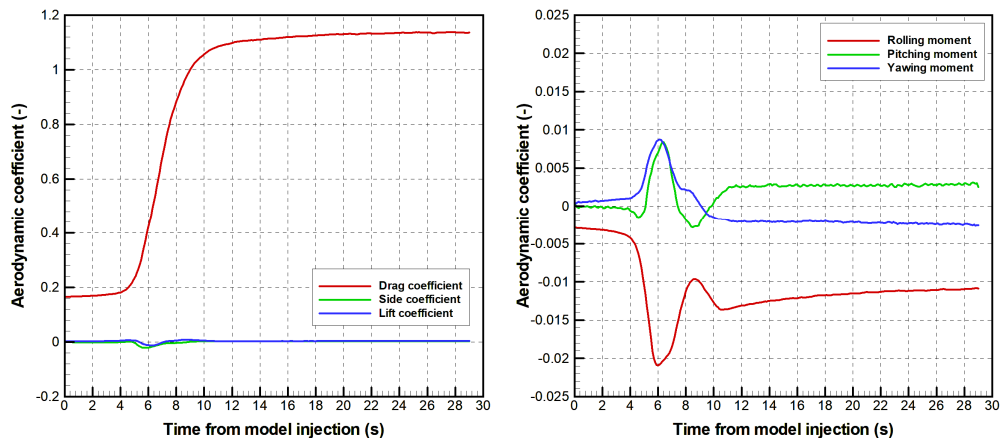 Aerodynamic coefficient (-)
1.2
1
0.8
0.6
0.4
0.2
0
-0.2
Drag coefficient
Side coefficient
Lift coefficient
0 2 4 6 8 10 12 14 16 18 20 22 24 26 28 30
Time from model injection (s)
Aerodynamic coefficient (-)
0.025
0.02
0.015
0.01
0.005
0
-0.005
-0.01
-0.015
-0.02
-0.025
Rolling moment
Pitching moment
Yawing moment
0 2 4 6 8 10 12 14 16 18 20 22 24 26 28 30
Time from model injection (s)